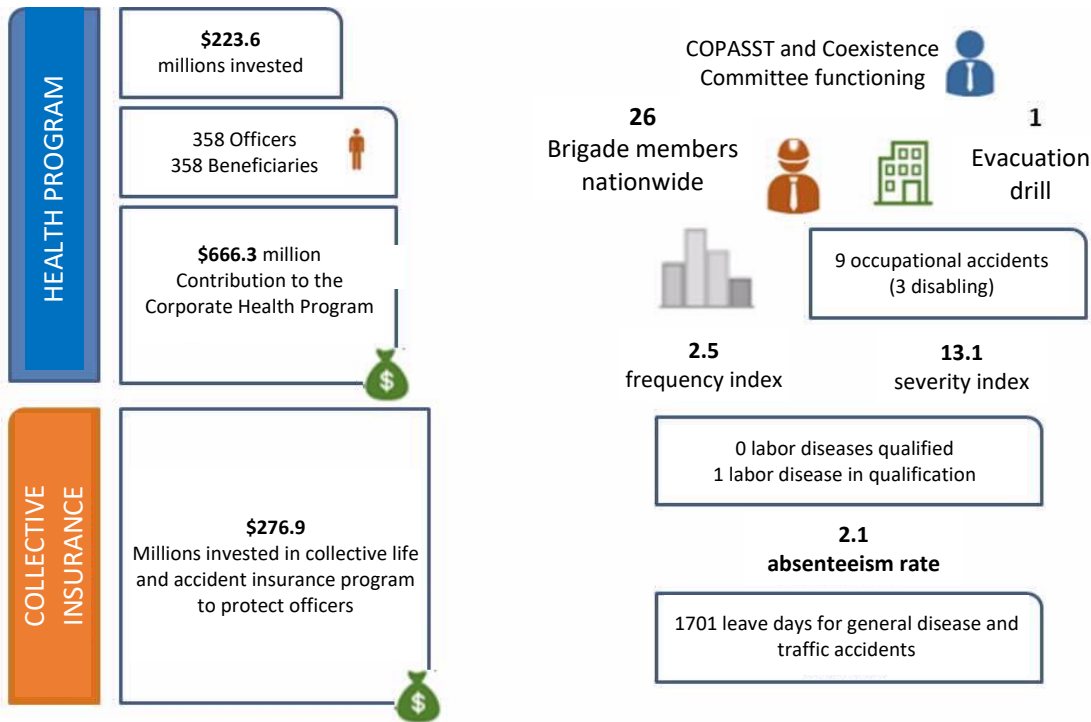 HEALTH PROGRAM
$223.6
millions invested
358 Officers
358 Beneficiaries
$666.3 million
Contribution to the
Corporate Health Program
$
COLLECTIVE
INSURANCE
$276.9
Millions invested in collective life
and accident insurance program
to protect officers
$
COPASST and Coexistence
Committee functioning
26
Brigade members
nationwide
1
Evacuation
drill
9 occupational accidents
(3 disabling)
2.5
frequency index
13.1
severity index
0 labor diseases qualified
1 labor disease in qualification
2.1
absenteeism rate
1701 leave days for general disease and
traffic accidents